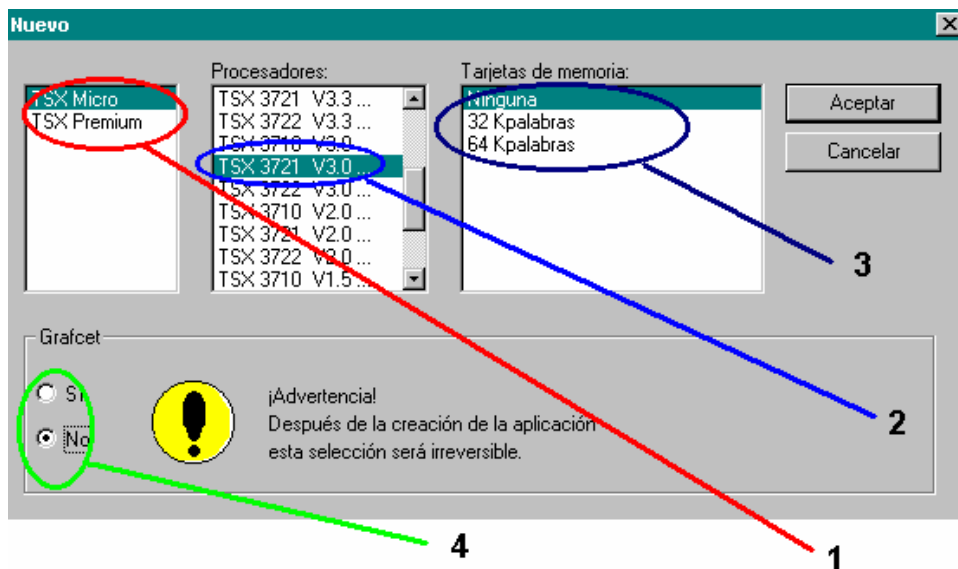 Nuevo
Procesadores:
Tarjetas de memoria:
TSX Micro
TSX Premium
TSX 3721 V3.3 ...
TSX 3722 V3.3 ...
TSX 3710 V3.0 ...
TSX 3721 V3.0 ...
TSX 3722 V3.0 ...
TSX 3710 V2.0 ...
TSX 3721 V2.0 ...
TSX 3722 V2.0 ...
TSX 3710 V1.5 ...
Ninguna
32 Kpalabras
64 Kpalabras
Aceptar
Cancelar
3
Grafcet
Sí
No
¡Advertencia!
Después de la creación de la aplicación
esta selección será irreversible.
2
4
1